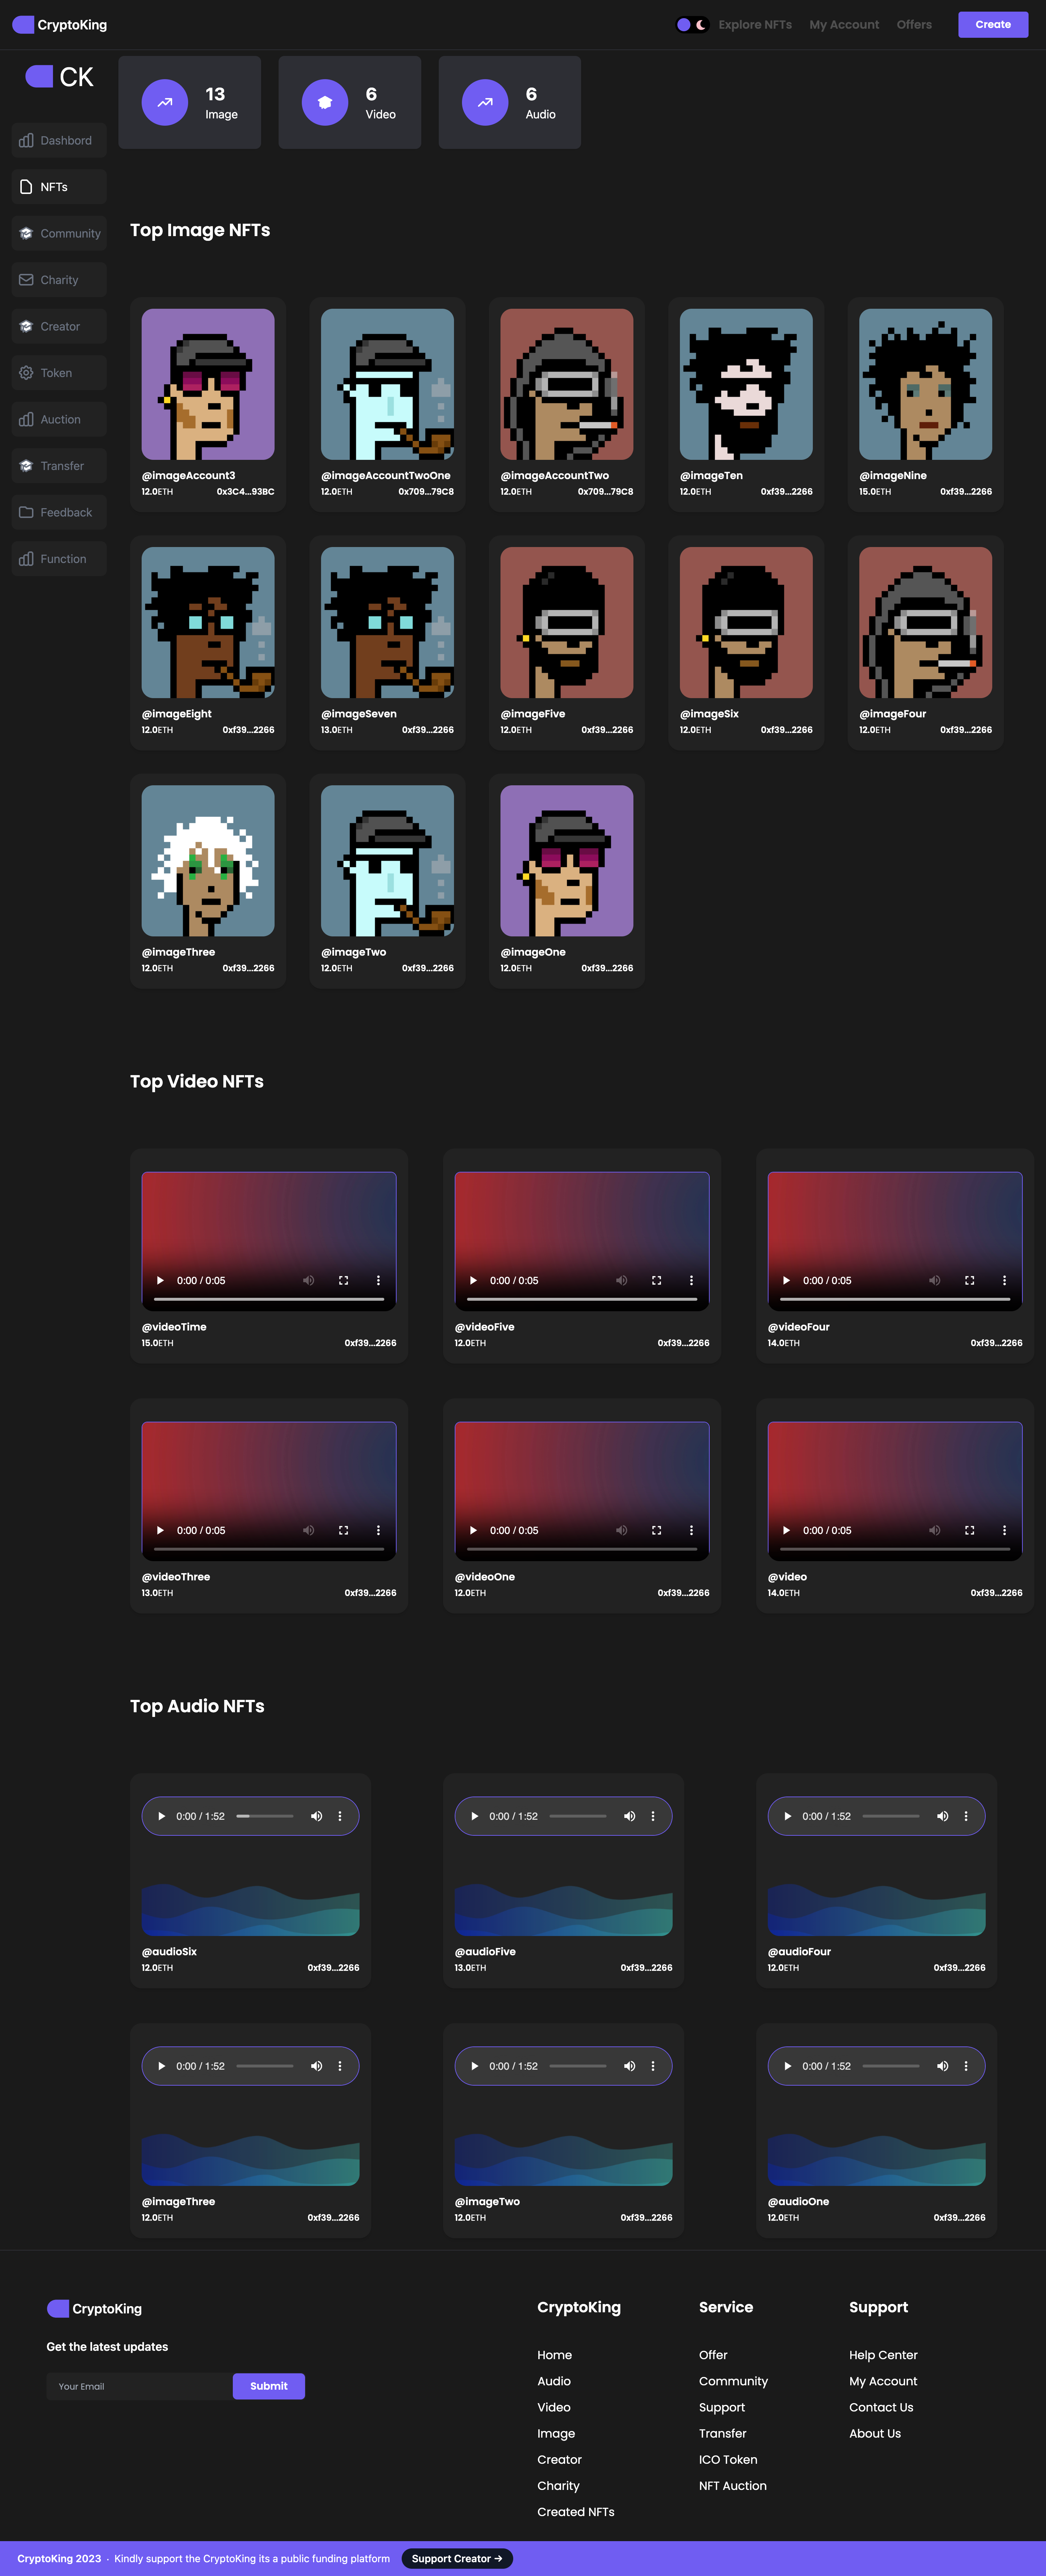 CryptoKing
Explore NFTs My Account Offers Create
CK
13
Image
6
Video
6
Audio
Dashbord
NFTs
Community
Charity
Creator
Token
Auction
Transfer
Feedback
Function
Top Image NFTs
@imageAccount3
12.0ETH 0x3C4...93BC
@imageAccountTwoOne
12.0ETH 0x709...79C8
@imageAccountTwo
12.0ETH 0x709...79C8
@imageTen
12.0ETH 0xf39...2266
@imageNine
15.0ETH 0xf39...2266
@imageEight
12.0ETH 0xf39...2266
@imageSeven
13.0ETH 0xf39...2266
@imageFive
12.0ETH 0xf39...2266
@imageSix
12.0ETH 0xf39...2266
@imageFour
12.0ETH 0xf39...2266
@imageThree
12.0ETH 0xf39...2266
@imageTwo
12.0ETH 0xf39...2266
@imageOne
12.0ETH 0xf39...2266
Top Video NFTs
0:00 / 0:05
@videoTime
15.0ETH 0xf39...2266
0:00 / 0:05
@videoFive
12.0ETH 0xf39...2266
0:00 / 0:05
@videoFour
14.0ETH 0xf39...2266
0:00 / 0:05
@videoThree
13.0ETH 0xf39...2266
0:00 / 0:05
@videoOne
12.0ETH 0xf39...2266
0:00 / 0:05
@video
14.0ETH 0xf39...2266
Top Audio NFTs
0:00 / 1:52
@audioSix
12.0ETH 0xf39...2266
0:00 / 1:52
@audioFive
13.0ETH 0xf39...2266
0:00 / 1:52
@audioFour
12.0ETH 0xf39...2266
0:00 / 1:52
@imageThree
12.0ETH 0xf39...2266
0:00 / 1:52
@imageTwo
12.0ETH 0xf39...2266
0:00 / 1:52
@audioOne
12.0ETH 0xf39...2266
CryptoKing
Get the latest updates
Your Email Submit
CryptoKing
Home
Audio
Video
Image
Creator
Charity
Created NFTs
Service
Offer
Community
Support
Transfer
ICO Token
NFT Auction
Support
Help Center
My Account
Contact Us
About Us
CryptoKing 2023 · Kindly support the CryptoKing its a public funding platform Support Creator →